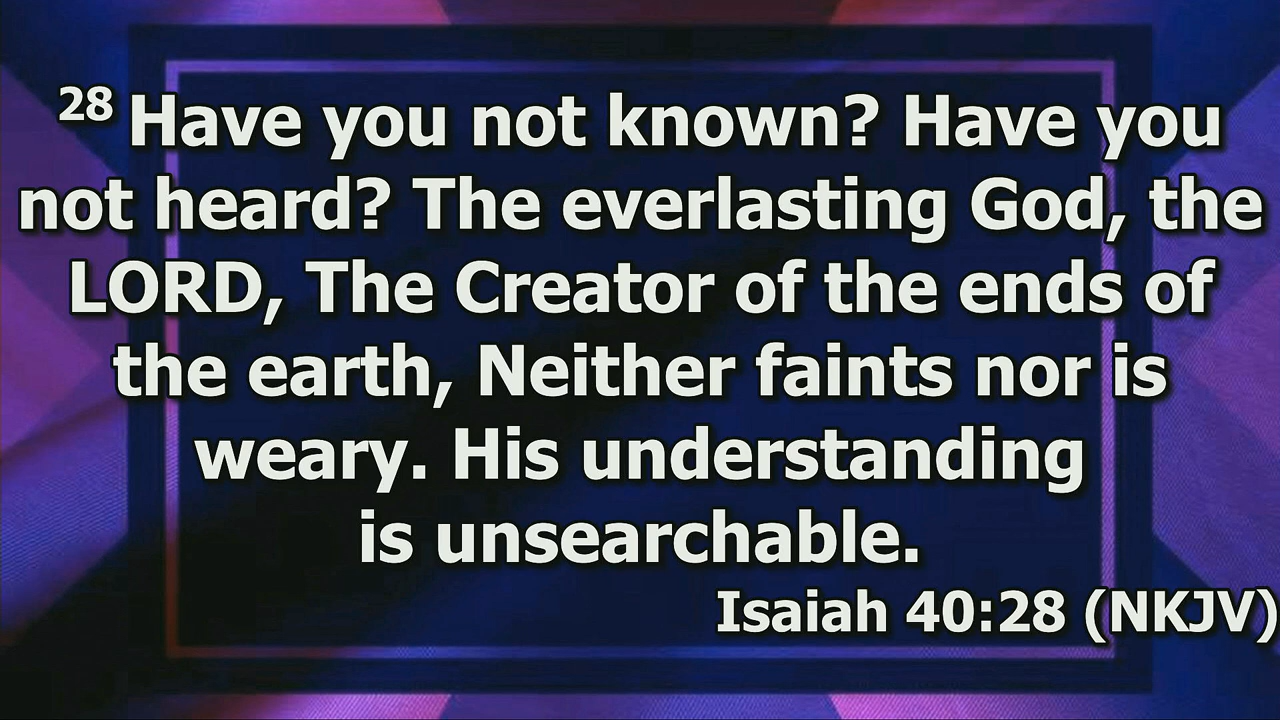 28 Have you not known? Have you
not heard? The everlasting God, the
LORD, The Creator of the ends of
the earth, Neither faints nor is
weary. His understanding
is unsearchable.
Isaiah 40:28 (NKJV)